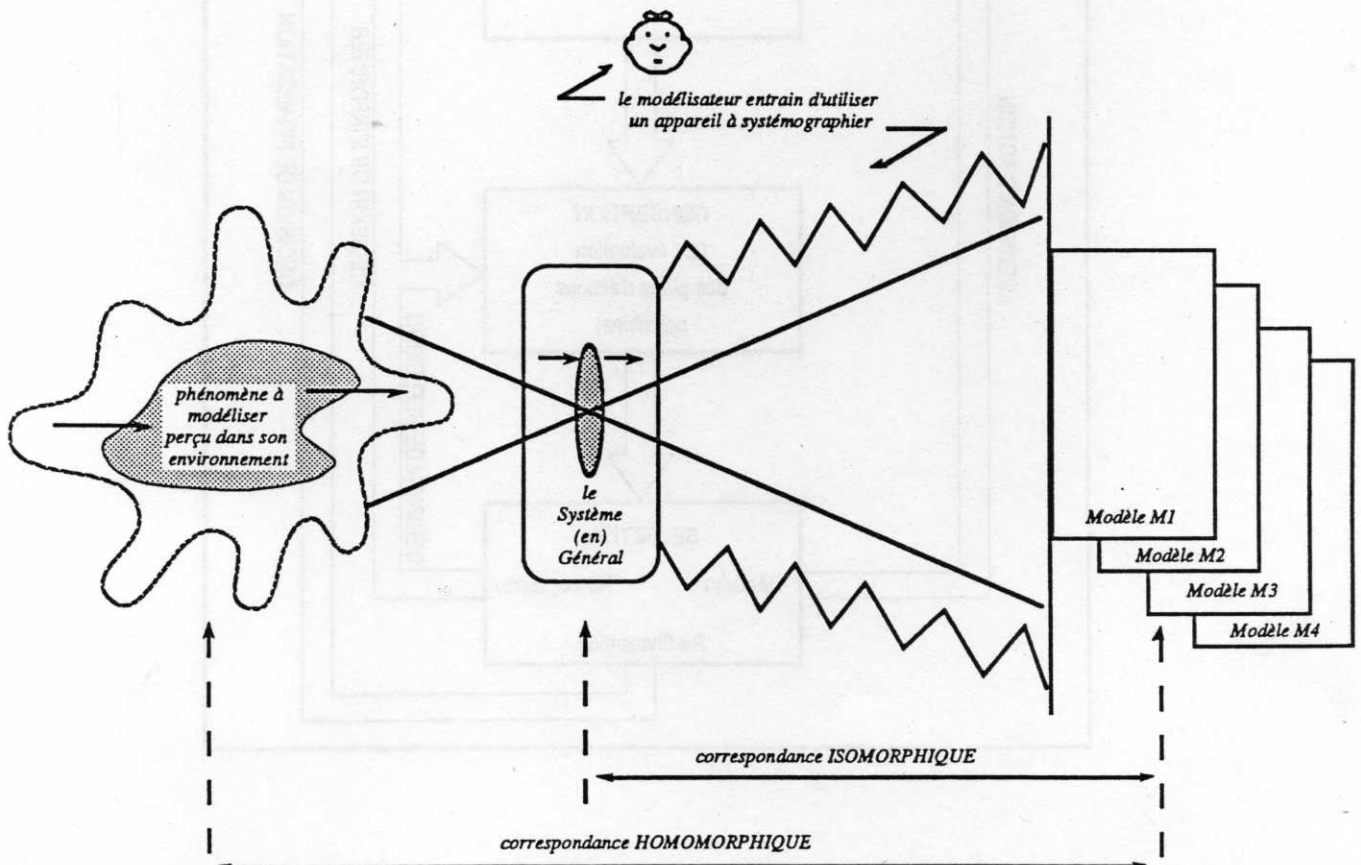 le modélisateur entrain d'utiliser
un appareil à systémographier
phénomène à
modéliser
perçu dans son
environnement
le
Système
(en)
Général
Modèle M1
Modèle M2
Modèle M3
Modèle M4
correspondance ISOMORPHIQUE
correspondance HOMOMORPHIQUE